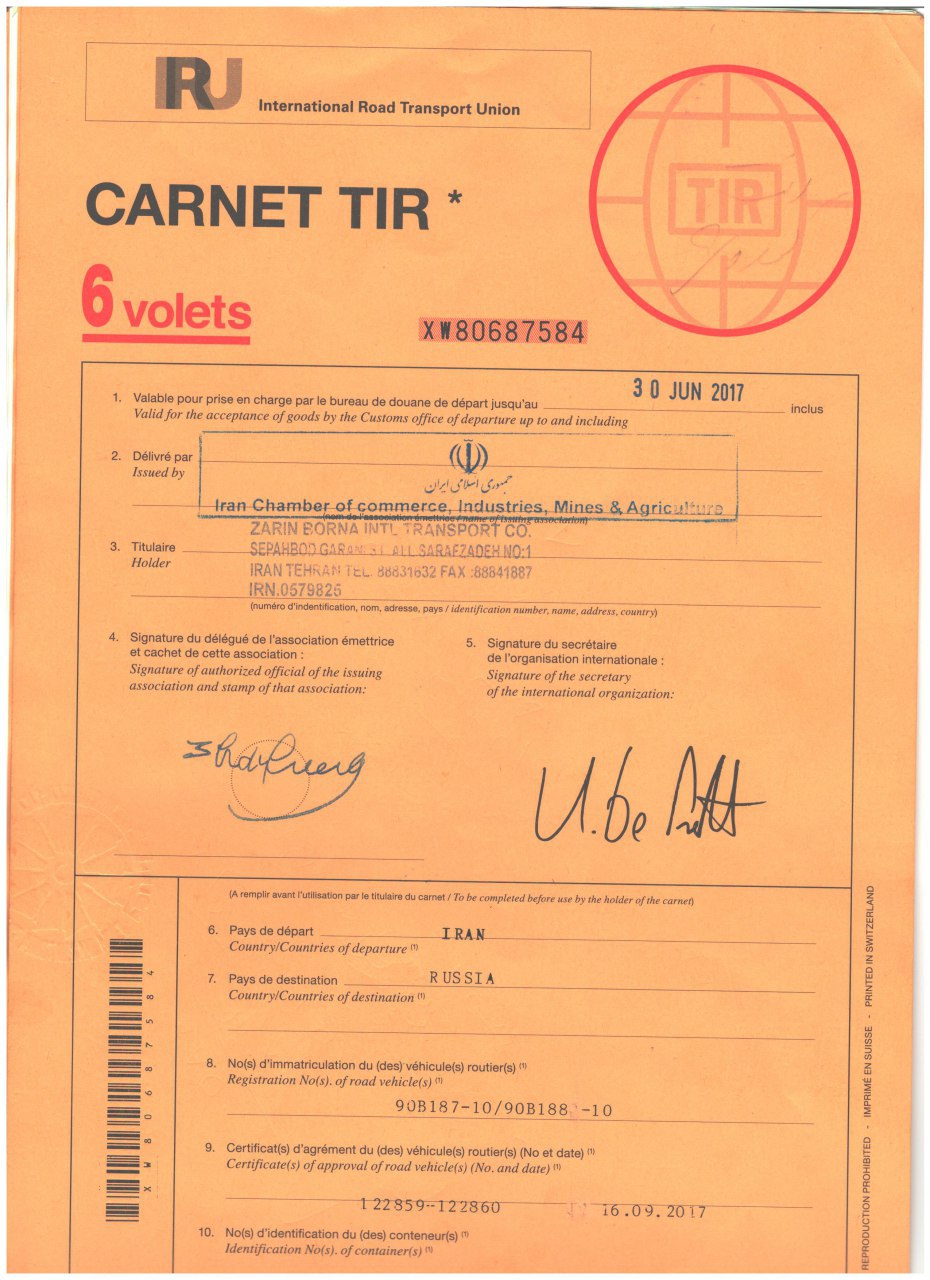 IRU International Road Transport Union
TIR
CARNET TIR *
6 volets
XW80687584
30 JUN 2017
1. Valable pour prise en charge par le bureau de douane de départ jusqu'au inclus
Valid for the acceptance of goods by the Customs office of departure up to and including
2. Délivré par
Issued by
جمهوری اسلامی ایران
Iran Chamber of commerce, Industries, Mines & Agriculture
(nom de l'association émettrice / name of issuing association)
ZARIN BORNA INTL TRANSPORT CO.
3. Titulaire
Holder
SEPAHBOD GARANI ST. ALL SARAFZADEH NO:1
IRAN TEHRAN TEL. 88831632 FAX :88841887
IRN.0579825
(numéro d'indentification, nom, adresse, pays / identification number, name, address, country)
4. Signature du délégué de l'association émettrice
et cachet de cette association :
Signature of authorized official of the issuing
association and stamp of that association:
5. Signature du secrétaire
de l'organisation internationale :
Signature of the secretary
of the international organization:
(A remplir avant l'utilisation par le titulaire du carnet / To be completed before use by the holder of the carnet)
6. Pays de départ IRAN
Country/Countries of departure (1)
7. Pays de destination RUSSIA
Country/Countries of destination (1)
8. No(s) d'immatriculation du (des) véhicule(s) routier(s) (1)
Registration No(s). of road vehicle(s) (1)
90B187-10/90B188 -10
9. Certificat(s) d'agrément du (des) véhicule(s) routier(s) (No et date) (1)
Certificate(s) of approval of road vehicle(s) (No. and date) (1)
122859--122860 16.09.2017
10. No(s) d'identification du (des) conteneur(s) (1)
Identification No(s). of container(s) (1)
XW80687584
REPRODUCTION PROHIBITED - IMPRIMÉ EN SUISSE - PRINTED IN SWITZERLAND